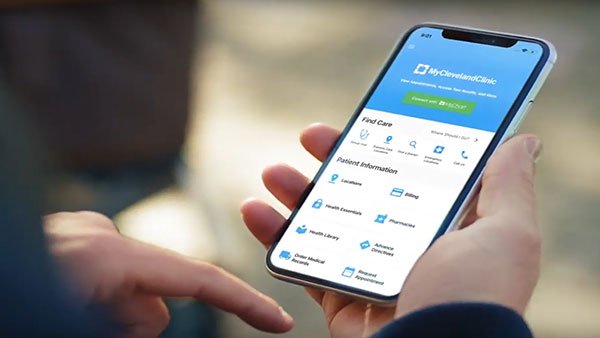 9:01
MyClevelandClinic
View Appointments, Access Test Results, and More
Connect with MyChart
Find Care
Where Should I Go?
Virtual Visit
Express Care Locations
Find a Doctor
Emergency Locations
Call Us
Patient Information
Locations
Billing
Health Essentials
Pharmacies
Health Library
Advance
Directives
Order Medical
Records
Request
Appointment